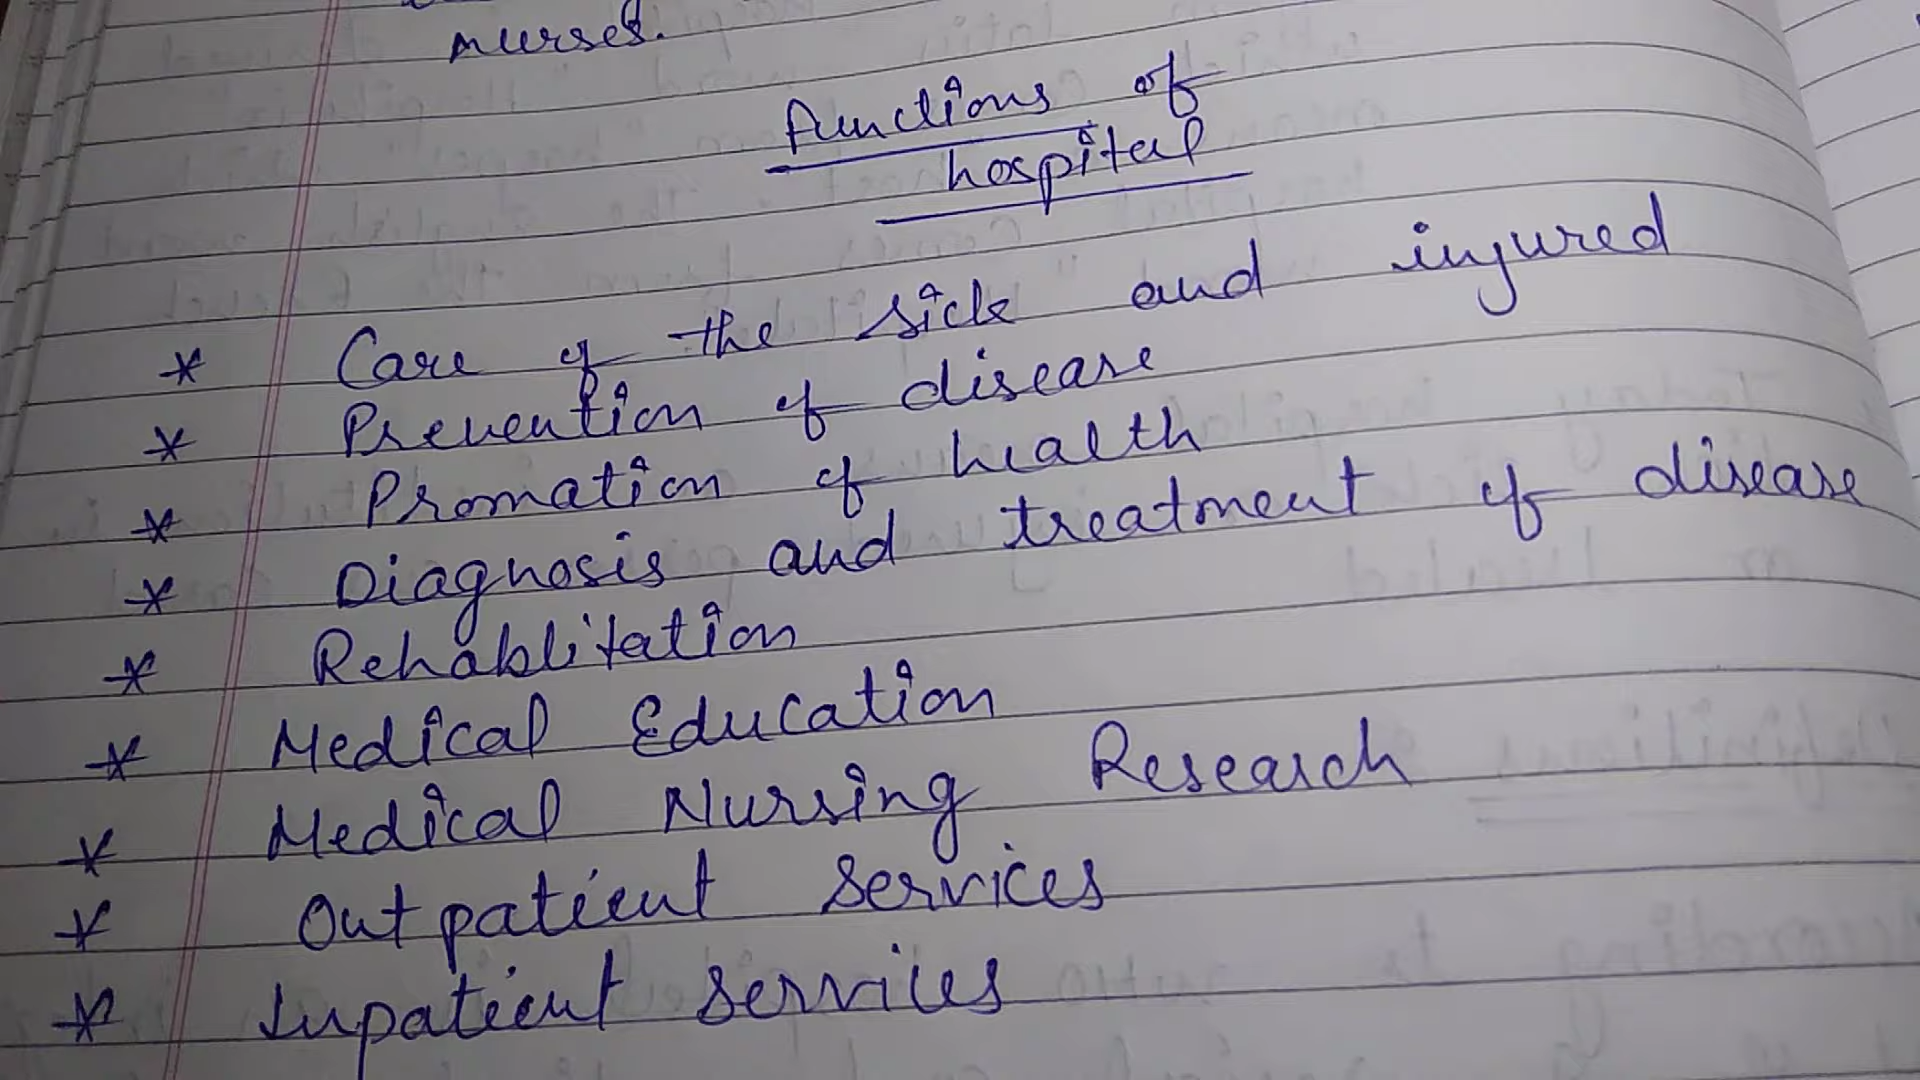 nurses.
functions of
hospital
* Care of the sick and injured
* Prevention of disease
* Promation of health
* Diagnosis and treatment of disease
* Rehablitation
* Medical Education
* Medical Nursing Research
* Outpatient Services
* Inpatient Services